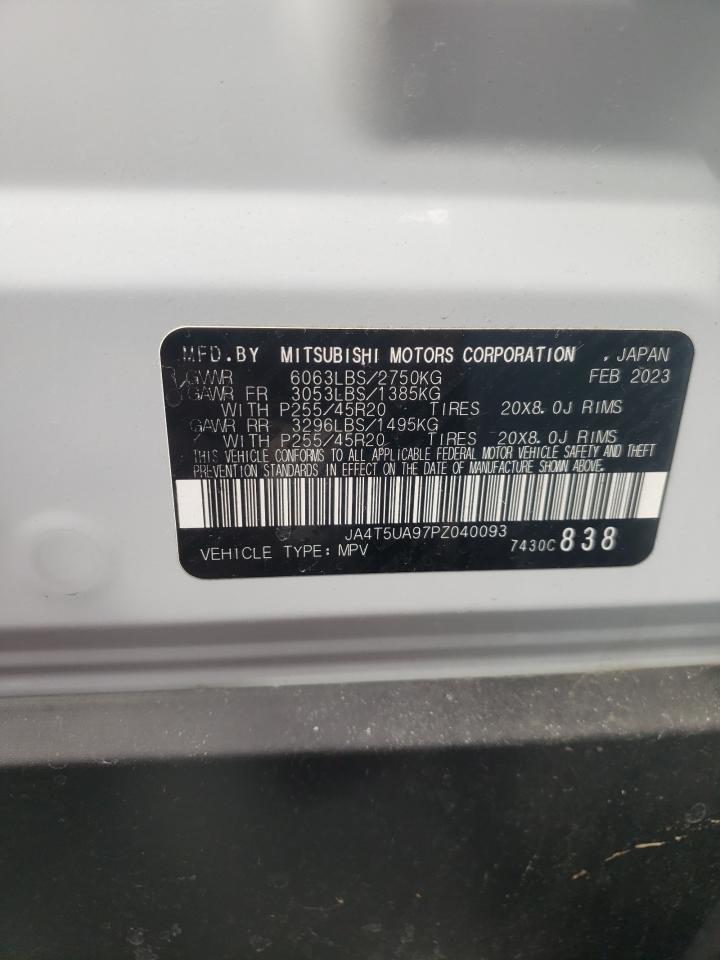 MFD.BY MITSUBISHI MOTORS CORPORATION , JAPAN
GVWR 6063LBS/2750KG FEB 2023
GAWR FR 3053LBS/1385KG
WITH P255/45R20 TIRES 20X8.0J RIMS
GAWR RR 3296LBS/1495KG
WITH P255/45R20 TIRES 20X8.0J RIMS
THIS VEHICLE CONFORMS TO ALL APPLICABLE FEDERAL MOTOR VEHICLE SAFETY AND THEFT
PREVENTION STANDARDS IN EFFECT ON THE DATE OF MANUFACTURE SHOWN ABOVE.
JA4T5UA97PZ040093
VEHICLE TYPE: MPV 7430C 838